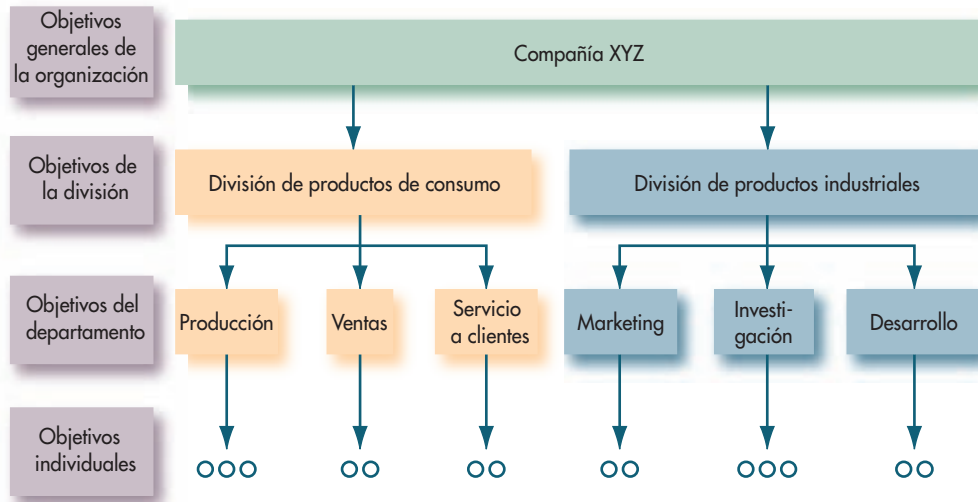 Objetivos
generales de
la organización
Compañía XYZ
Objetivos de
la división
División de productos de consumo
División de productos industriales
Objetivos del
departamento
Producción
Ventas
Servicio
a clientes
Marketing
Investi-
gación
Desarrollo
Objetivos
individuales